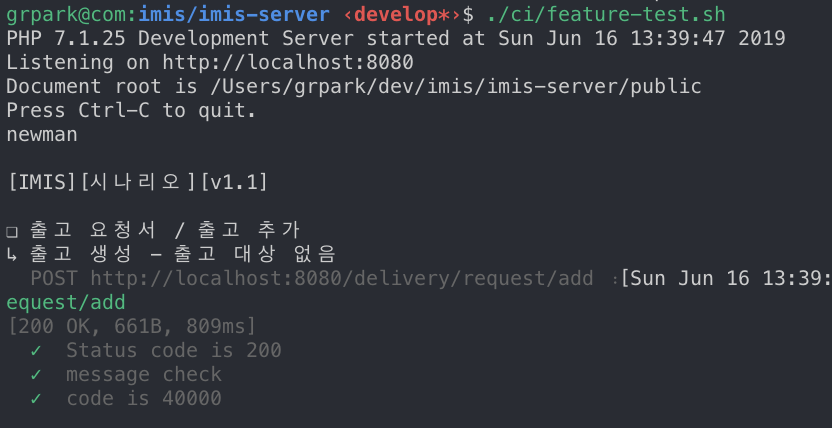 grpark@com:imis/imis-server ‹develop*›$ ./ci/feature-test.sh
PHP 7.1.25 Development Server started at Sun Jun 16 13:39:47 2019
Listening on http://localhost:8080
Document root is /Users/grpark/dev/imis/imis-server/public
Press Ctrl-C to quit.
newman
[IMIS][시나리오][v1.1]
❏ 출고 요청서 / 출고 추가
↳ 출고 생성 - 출고 대상 없음
POST http://localhost:8080/delivery/request/add [Sun Jun 16 13:39:
equest/add
[200 OK, 661B, 809ms]
✓ Status code is 200
✓ message check
✓ code is 40000